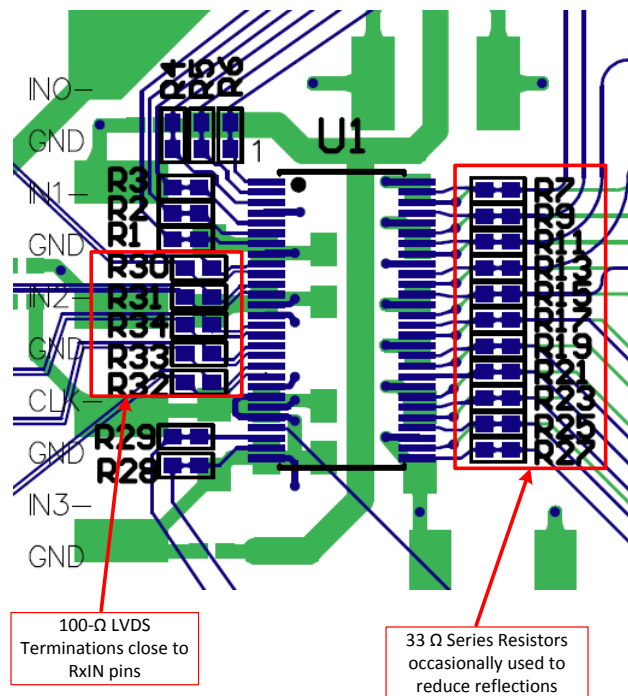 INO-
GND
IN1-
GND
IN2-
GND
CLK-
GND
IN3-
GND
R4
R5
R6
1
U1
R3
R2
R1
R30
R31
R34
R33
R32
R29
R28
R7
R9
R11
R13
R15
R17
R19
R21
R23
R25
R27
100-Ω LVDS
Terminations close to
RxIN pins
33 Ω Series Resistors
occasionally used to
reduce reflections